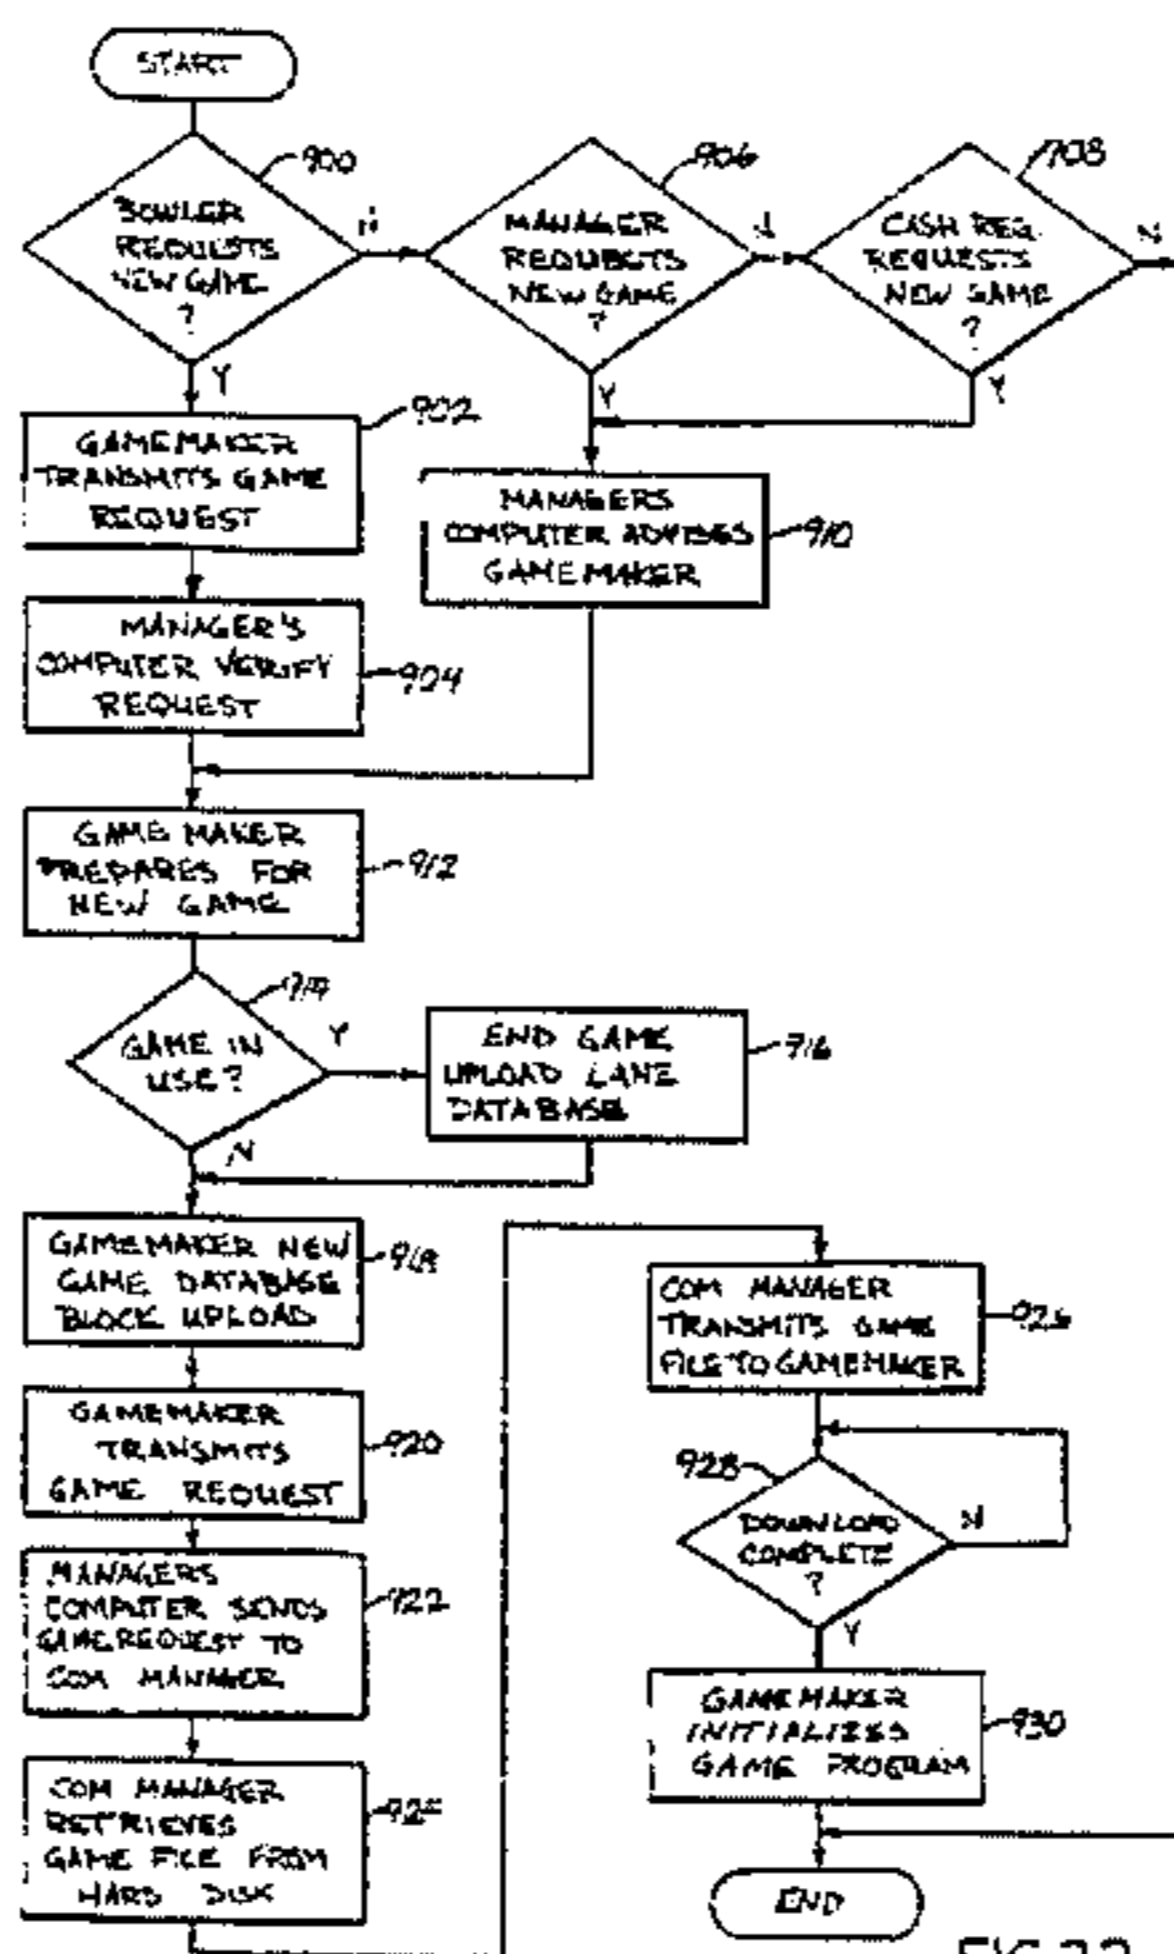 START
900
BOWLER
REQUESTS
NEW GAME
?
N
Y
906
MANAGER
REQUESTS
NEW GAME
?
N
Y
908
CASH REG.
REQUESTS
NEW GAME
?
N
Y
902
GAMEMAKER
TRANSMITS GAME
REQUEST
MANAGERS
COMPUTER ADVISES
GAMEMAKER
910
MANAGER'S
COMPUTER VERIFY
REQUEST
904
GAME MAKER
PREPARES FOR
NEW GAME
912
914
GAME IN
USE?
Y
N
END GAME
UPLOAD LANE
DATABASE
916
GAMEMAKER NEW
GAME DATABASE
BLOCK UPLOAD
918
GAMEMAKER
TRANSMITS
GAME REQUEST
920
MANAGERS
COMPUTER SENDS
GAME REQUEST TO
COM MANAGER
922
COM MANAGER
RETRIEVES
GAME FILE FROM
HARD DISK
924
COM MANAGER
TRANSMITS GAME
FILE TO GAMEMAKER
926
928
DOWNLOAD
COMPLETE
?
N
Y
GAMEMAKER
INITIALIZES
GAME PROGRAM
930
END